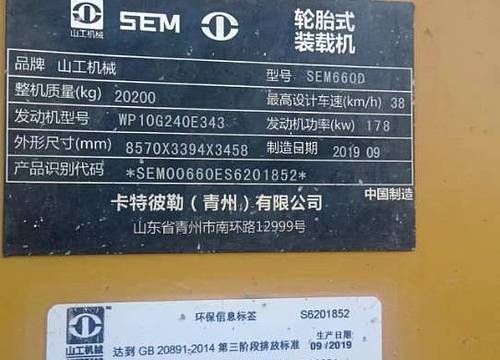 山工机械 SEM 轮胎式
装载机
品牌 山工机械 型号 SEM660D
整机质量(kg) 20200 最高设计车速(km/h) 38
发动机型号 WP10G240E343 发动机功率(kw) 178
外形尺寸(mm) 8570X3394X3458 制造日期 2019 09
产品识别代码 *SEM00660ES6201852*
中国制造
卡特彼勒（青州）有限公司
山东省青州市南环路12999号
环保信息标签 S6201852
山工机械 达到 GB 20891-2014 第三阶段排放标准
生产日期
09/2019